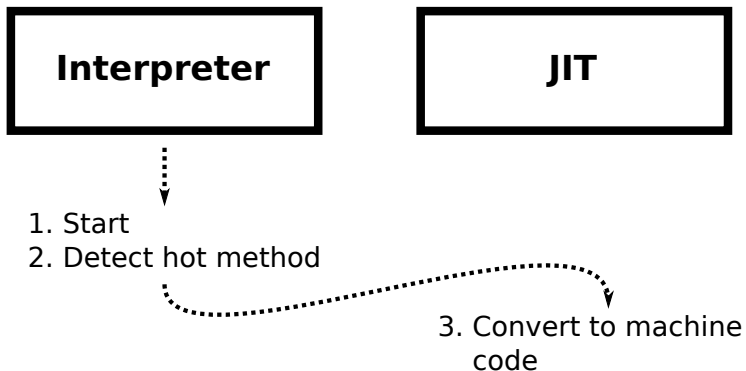 Interpreter
JIT
1. Start
2. Detect hot method
3. Convert to machine
code